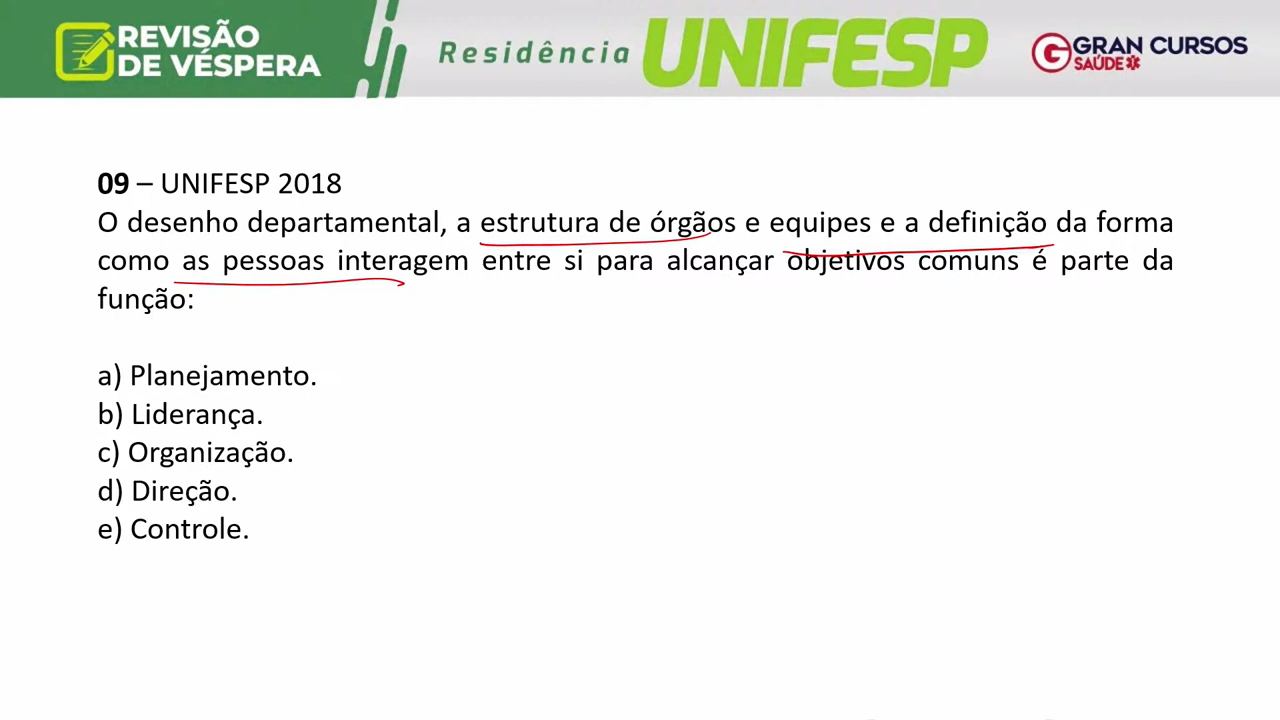 REVISÃO
DE VÉSPERA
Residência UNIFESP
GRAN CURSOS
SAÚDE
09 – UNIFESP 2018
O desenho departamental, a estrutura de órgãos e equipes e a definição da forma
como as pessoas interagem entre si para alcançar objetivos comuns é parte da
função:
a) Planejamento.
b) Liderança.
c) Organização.
d) Direção.
e) Controle.